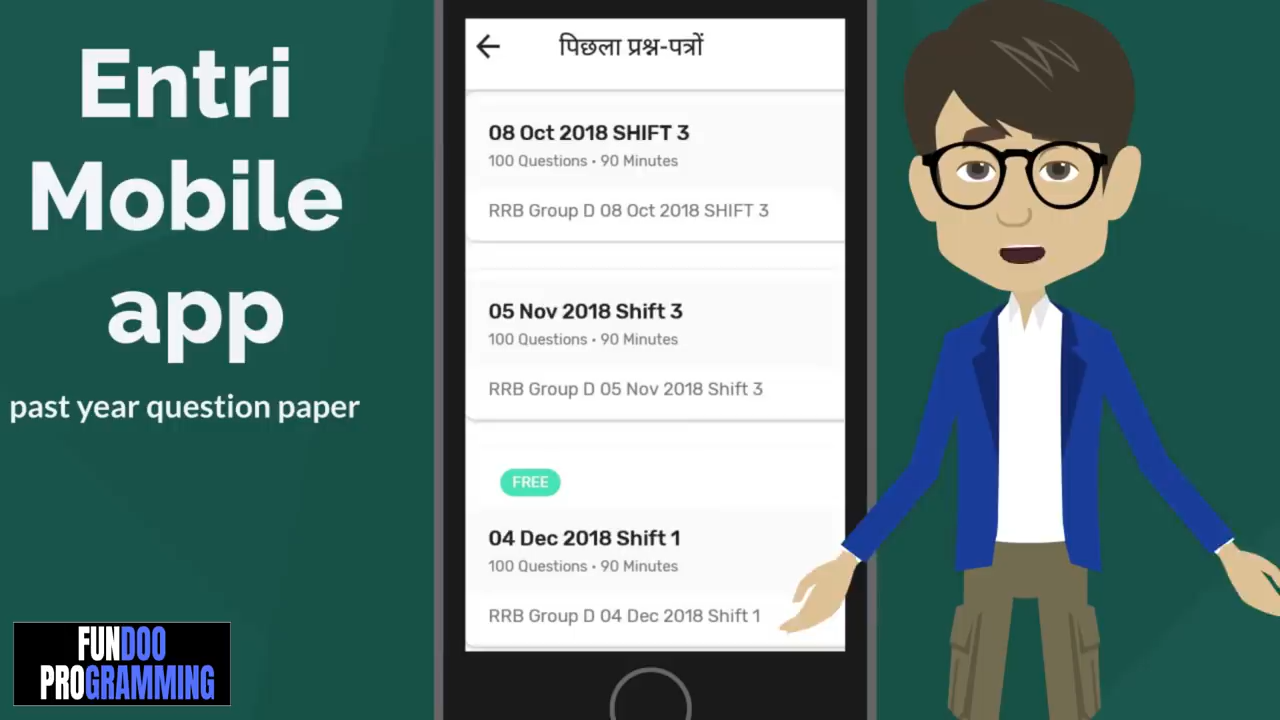 Entri
Mobile
app
past year question paper
पिछला प्रश्न-पत्रों
08 Oct 2018 SHIFT 3
100 Questions • 90 Minutes
RRB Group D 08 Oct 2018 SHIFT 3
05 Nov 2018 Shift 3
100 Questions • 90 Minutes
RRB Group D 05 Nov 2018 Shift 3
FREE
04 Dec 2018 Shift 1
100 Questions • 90 Minutes
RRB Group D 04 Dec 2018 Shift 1
FUNDOO
PROGRAMMING